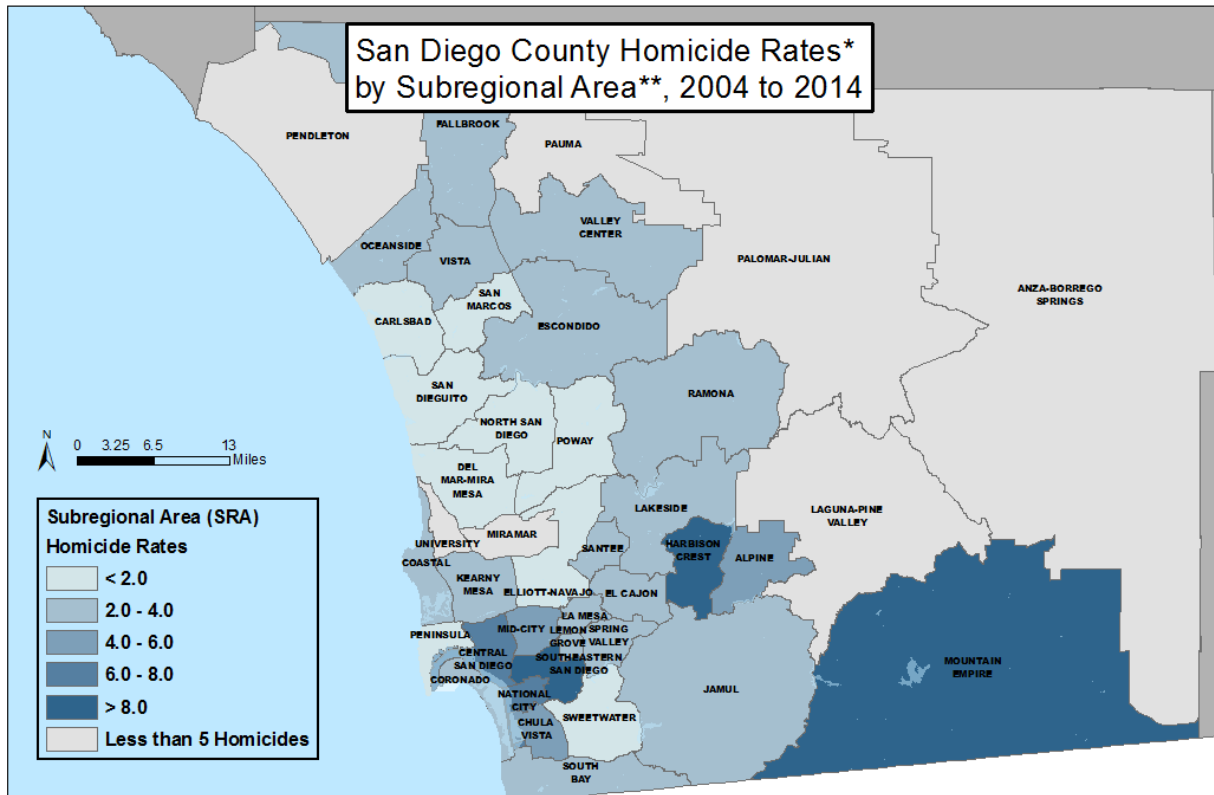 San Diego County Homicide Rates*
by Subregional Area**, 2004 to 2014
PENDLETON
FALLBROOK
PAUMA
OCEANSIDE
VISTA
VALLEY
CENTER
PALOMAR-JULIAN
ANZA-BORREGO
SPRINGS
SAN
MARCOS
CARLSBAD
ESCONDIDO
SAN
DIEGUITO
RAMONA
NORTH SAN
DIEGO
POWAY
N
0 3.25 6.5 13
Miles
DEL
MAR-MIRA
MESA
LAKESIDE
LAGUNA-PINE
VALLEY
MIRAMAR
UNIVERSITY
SANTEE
HARBISON
CREST
ALPINE
COASTAL
KEARNY
MESA
ELLIOTT-NAVAJO
EL CAJON
LA MESA
PENINSULA
MID-CITY
LEMON
GROVE
SPRING
VALLEY
CENTRAL
SAN DIEGO
SOUTHEASTERN
SAN DIEGO
CORONADO
NATIONAL
CITY
JAMUL
MOUNTAIN
EMPIRE
CHULA
VISTA
SWEETWATER
SOUTH
BAY
Subregional Area (SRA)
Homicide Rates
< 2.0
2.0 - 4.0
4.0 - 6.0
6.0 - 8.0
> 8.0
Less than 5 Homicides